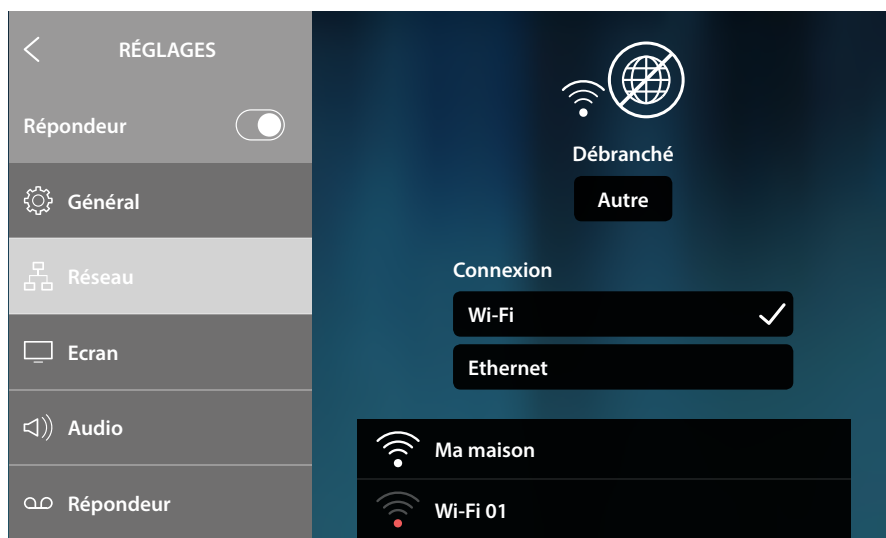 RÉGLAGES
Répondeur
Général
Réseau
Ecran
Audio
Répondeur
Débranché
Autre
Connexion
Wi-Fi
Ethernet
Ma maison
Wi-Fi 01